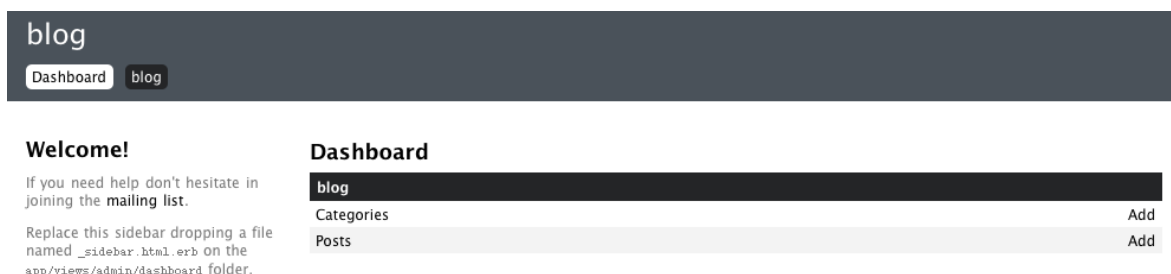 blog
Dashboard blog
Welcome!
If you need help don't hesitate in
joining the mailing list.
Replace this sidebar dropping a file
named _sidebar.html.erb on the
app/views/admin/dashboard folder.
Dashboard
blog
Categories Add
Posts Add